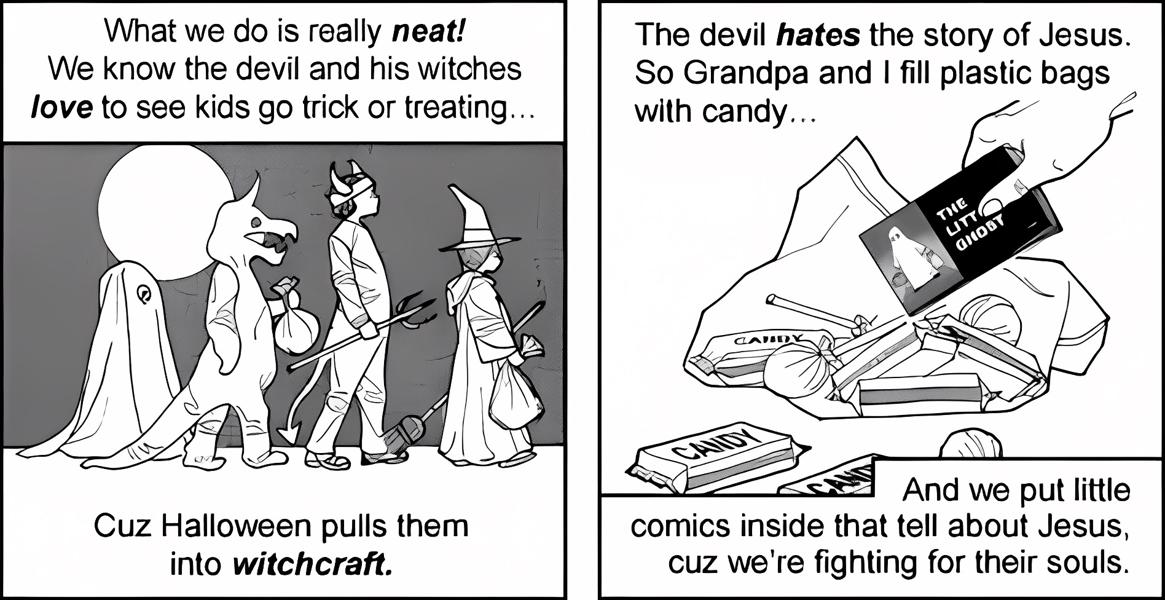 What we do is really neat!
We know the devil and his witches
love to see kids go trick or treating...
Cuz Halloween pulls them
into witchcraft.
The devil hates the story of Jesus.
So Grandpa and I fill plastic bags
with candy...
THE
LITT
GHOST
CANDY
CANDY
CAND
And we put little
comics inside that tell about Jesus,
cuz we're fighting for their souls.